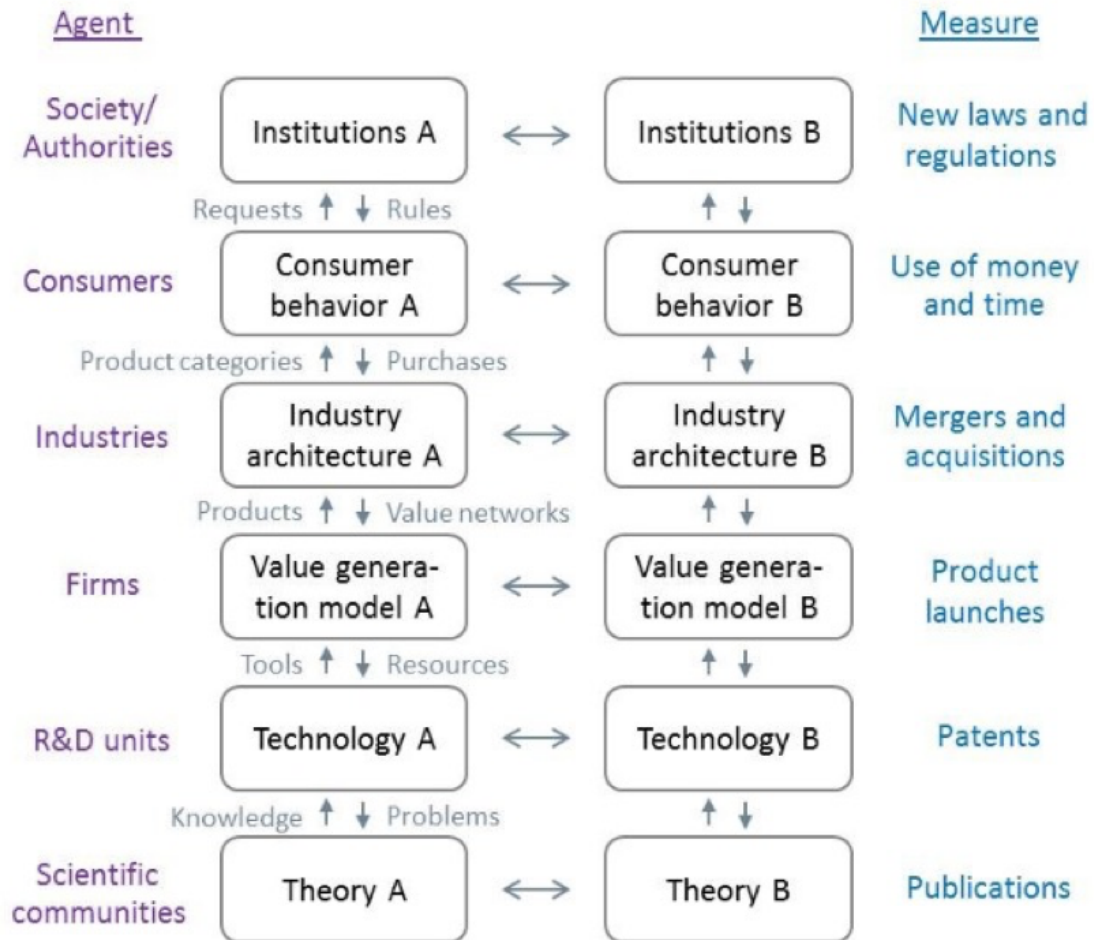 Agent
Measure
Society/
Authorities
Institutions A
Institutions B
New laws and
regulations
Requests
Rules
Consumers
Consumer
behavior A
Consumer
behavior B
Use of money
and time
Product categories
Purchases
Industries
Industry
architecture A
Industry
architecture B
Mergers and
acquisitions
Products
Value networks
Firms
Value genera-
tion model A
Value genera-
tion model B
Product
launches
Tools
Resources
R&D units
Technology A
Technology B
Patents
Knowledge
Problems
Scientific
communities
Theory A
Theory B
Publications